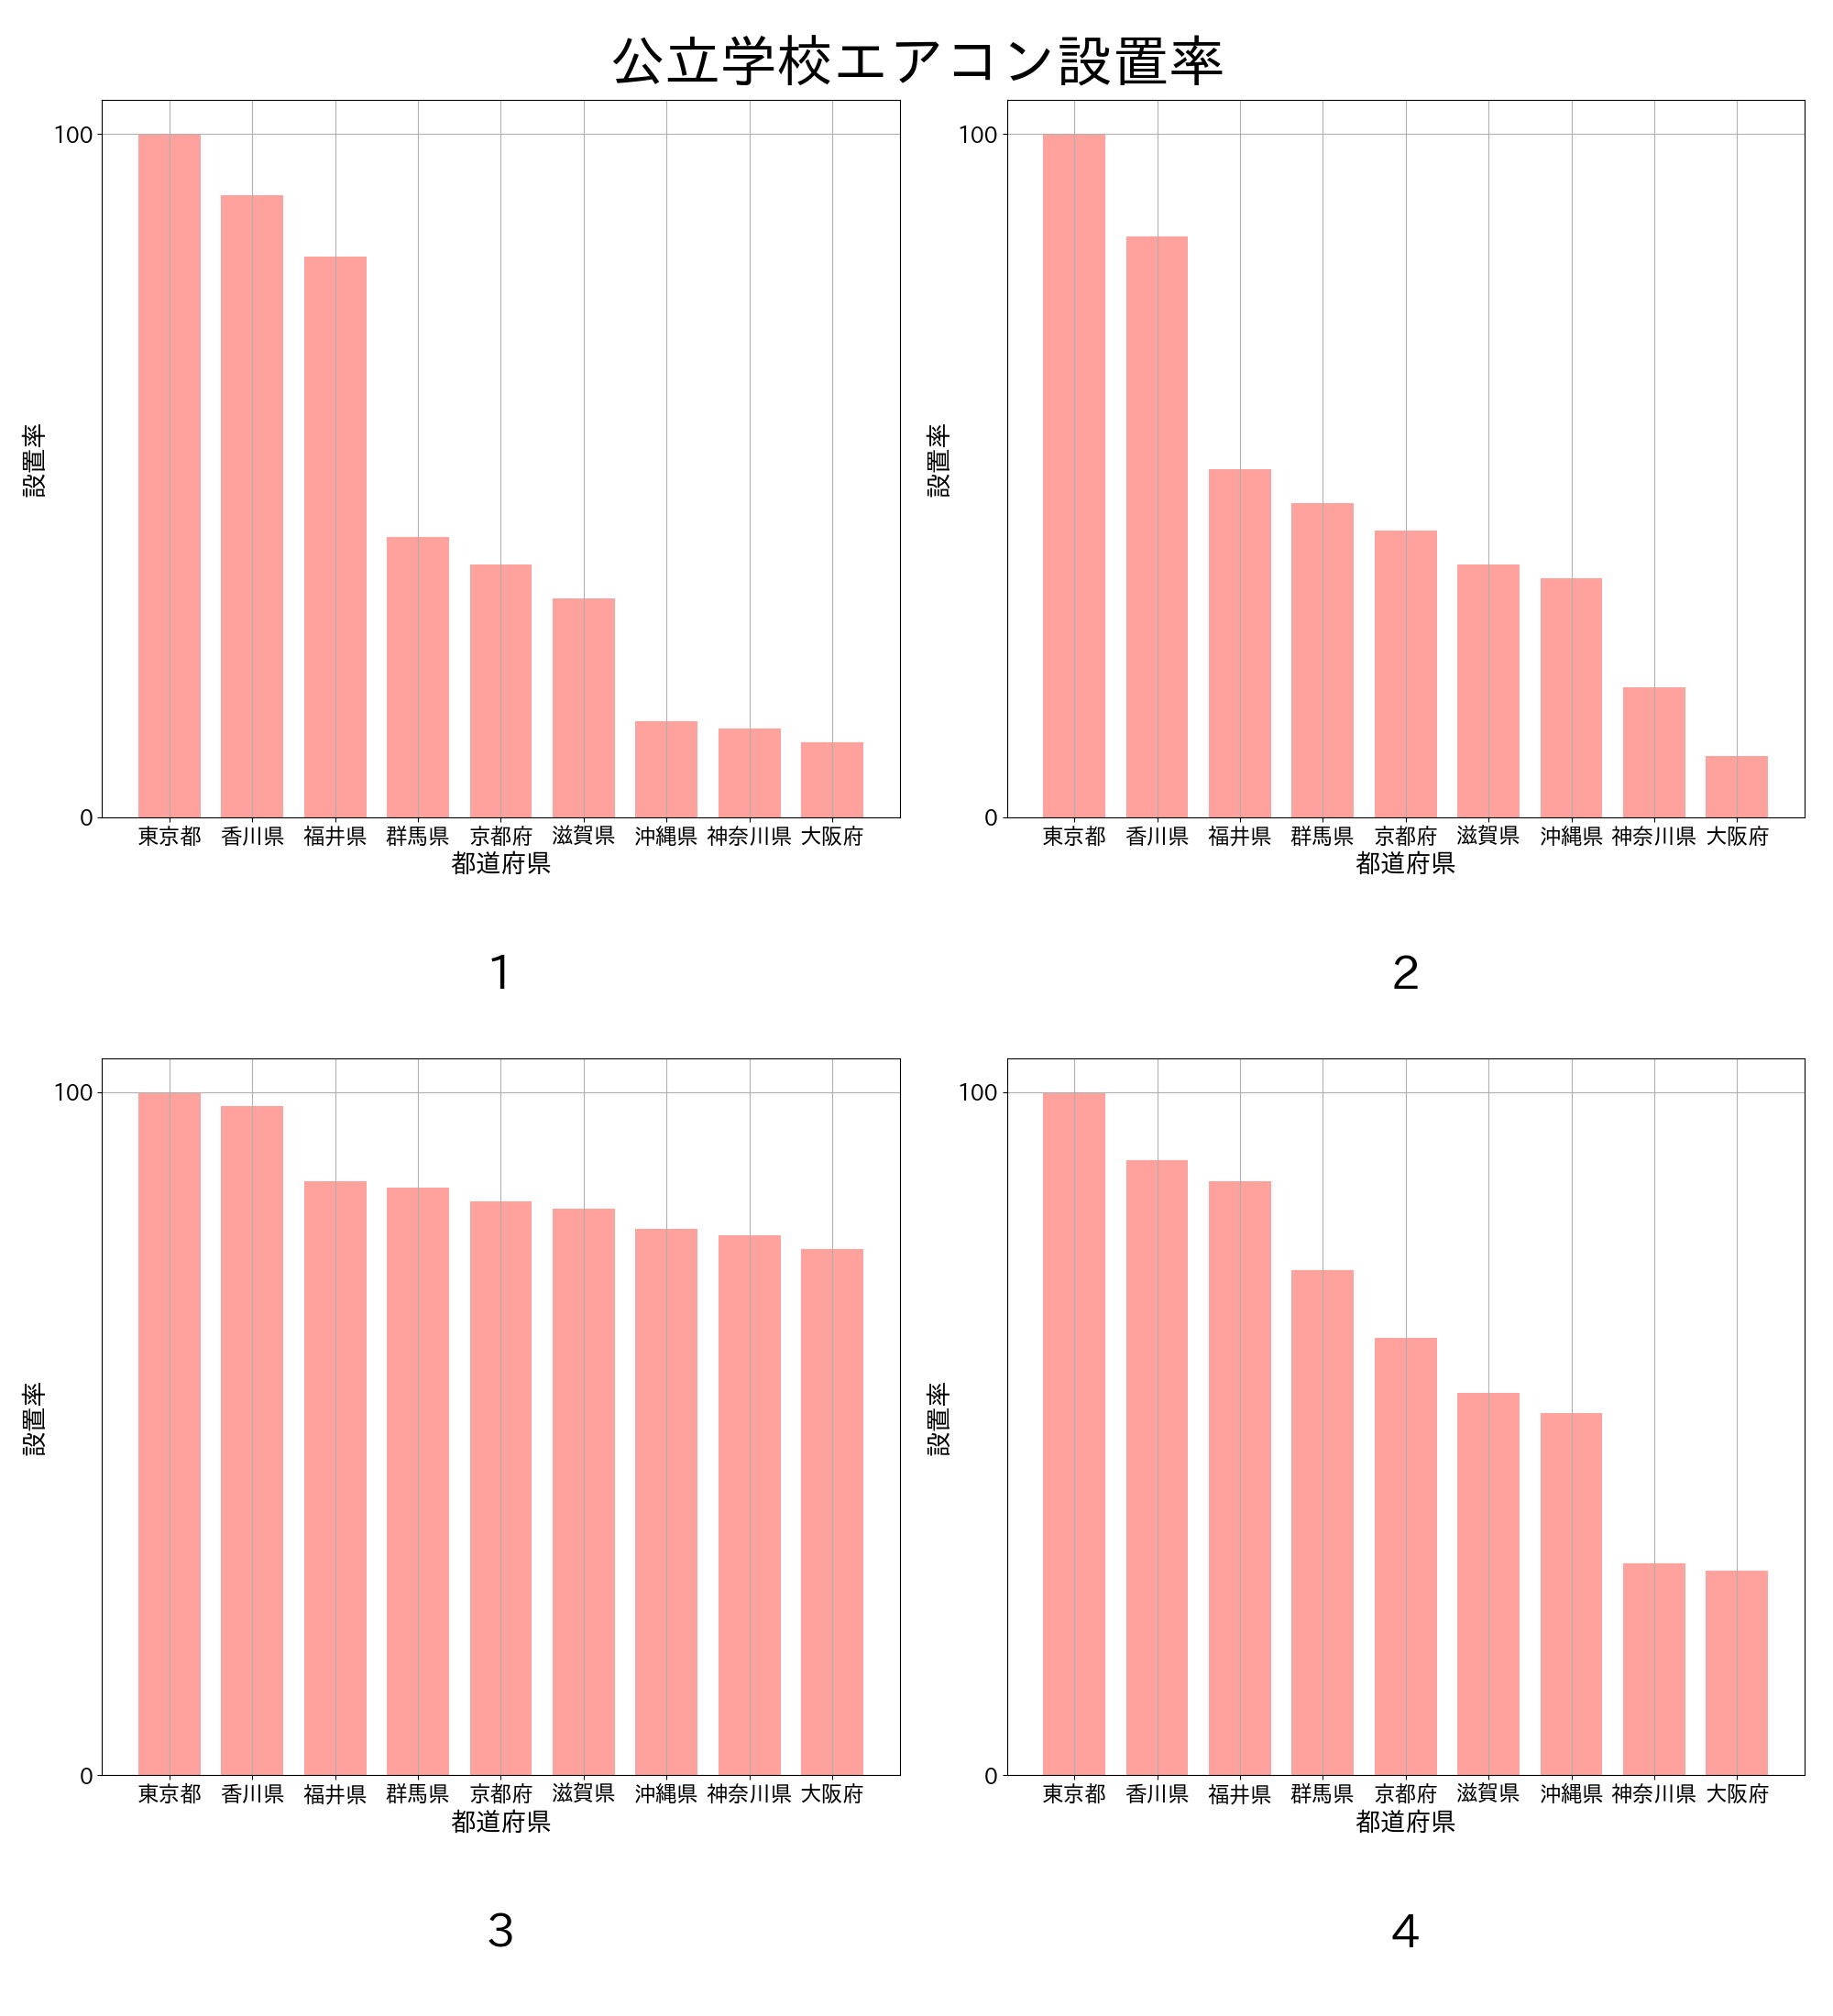 公立学校エアコン設置率
100
0
設置率
東京都 香川県 福井県 群馬県 京都府 滋賀県 沖縄県 神奈川県 大阪府
都道府県
1
100
0
設置率
東京都 香川県 福井県 群馬県 京都府 滋賀県 沖縄県 神奈川県 大阪府
都道府県
2
100
0
設置率
東京都 香川県 福井県 群馬県 京都府 滋賀県 沖縄県 神奈川県 大阪府
都道府県
3
100
0
設置率
東京都 香川県 福井県 群馬県 京都府 滋賀県 沖縄県 神奈川県 大阪府
都道府県
4